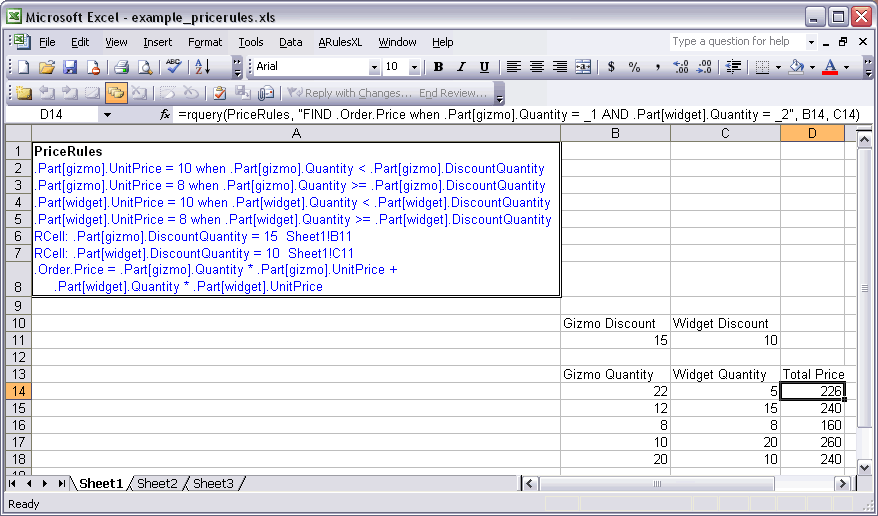 Microsoft Excel - example_pricerules.xls
File Edit View Insert Format Tools Data ARulesXL Window Help Type a question for help
ABC A Z Arial 10 B I U $ % , .00 .0 A
Reply with Changes... End Review...
D14 fx =rquery(PriceRules, "FIND .Order.Price when .Part[gizmo].Quantity = _1 AND .Part[widget].Quantity = _2", B14, C14)
A B C D
1 PriceRules
2 .Part[gizmo].UnitPrice = 10 when .Part[gizmo].Quantity < .Part[gizmo].DiscountQuantity
3 .Part[gizmo].UnitPrice = 8 when .Part[gizmo].Quantity >= .Part[gizmo].DiscountQuantity
4 .Part[widget].UnitPrice = 10 when .Part[widget].Quantity < .Part[widget].DiscountQuantity
5 .Part[widget].UnitPrice = 8 when .Part[widget].Quantity >= .Part[widget].DiscountQuantity
6 RCell: .Part[gizmo].DiscountQuantity = 15 Sheet1!B11
7 RCell: .Part[widget].DiscountQuantity = 10 Sheet1!C11
.Order.Price = .Part[gizmo].Quantity * .Part[gizmo].UnitPrice +
8 .Part[widget].Quantity * .Part[widget].UnitPrice
9
10 Gizmo Discount Widget Discount
11 15 10
12
13 Gizmo Quantity Widget Quantity Total Price
14 22 5 226
15 12 15 240
16 8 8 160
17 10 20 260
18 20 10 240
Sheet1 Sheet2 Sheet3
Ready